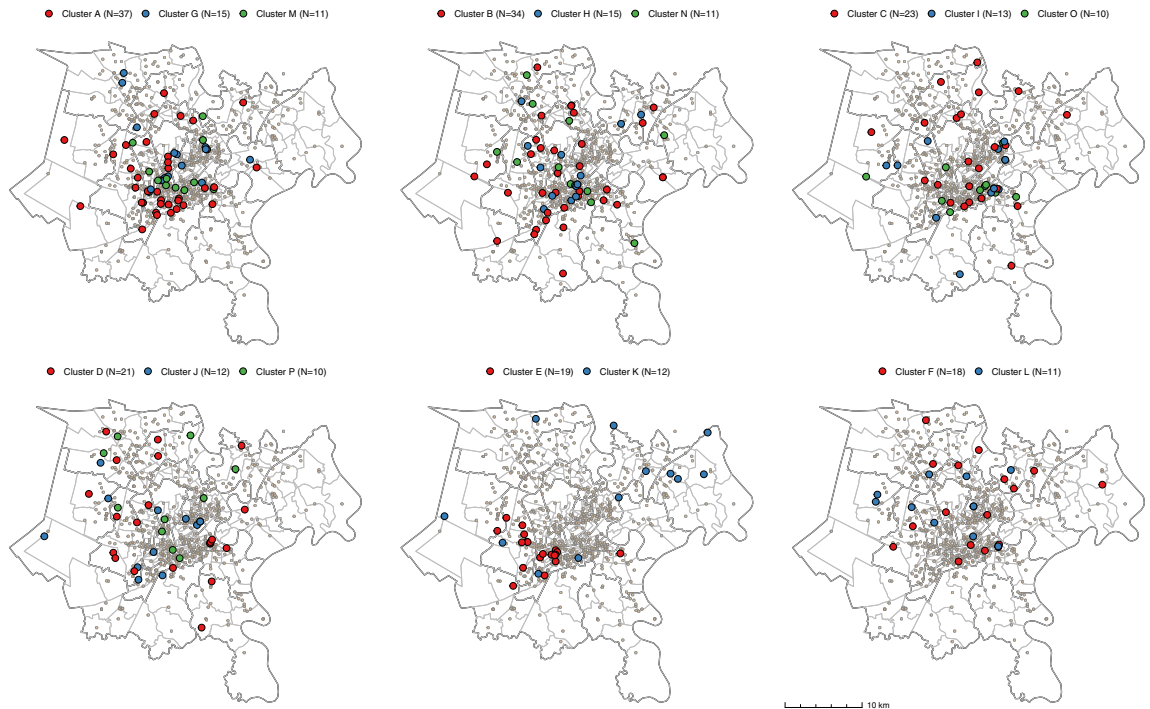 Cluster A (N=37) Cluster G (N=15) Cluster M (N=11)
Cluster B (N=34) Cluster H (N=15) Cluster N (N=11)
Cluster C (N=23) Cluster I (N=13) Cluster O (N=10)
Cluster D (N=21) Cluster J (N=12) Cluster P (N=10)
Cluster E (N=19) Cluster K (N=12)
Cluster F (N=18) Cluster L (N=11)
10 km